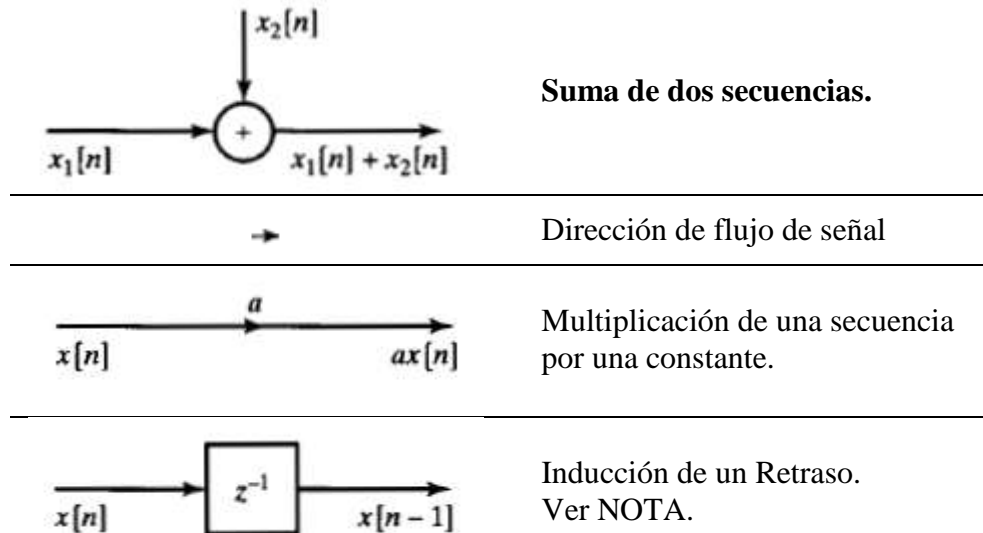 x₂[n]
Suma de dos secuencias.
+
x₁[n]
x₁[n] + x₂[n]
Dirección de flujo de señal
a
x[n]
ax[n]
Multiplicación de una secuencia
por una constante.
z⁻¹
x[n]
x[n − 1]
Inducción de un Retraso.
Ver NOTA.